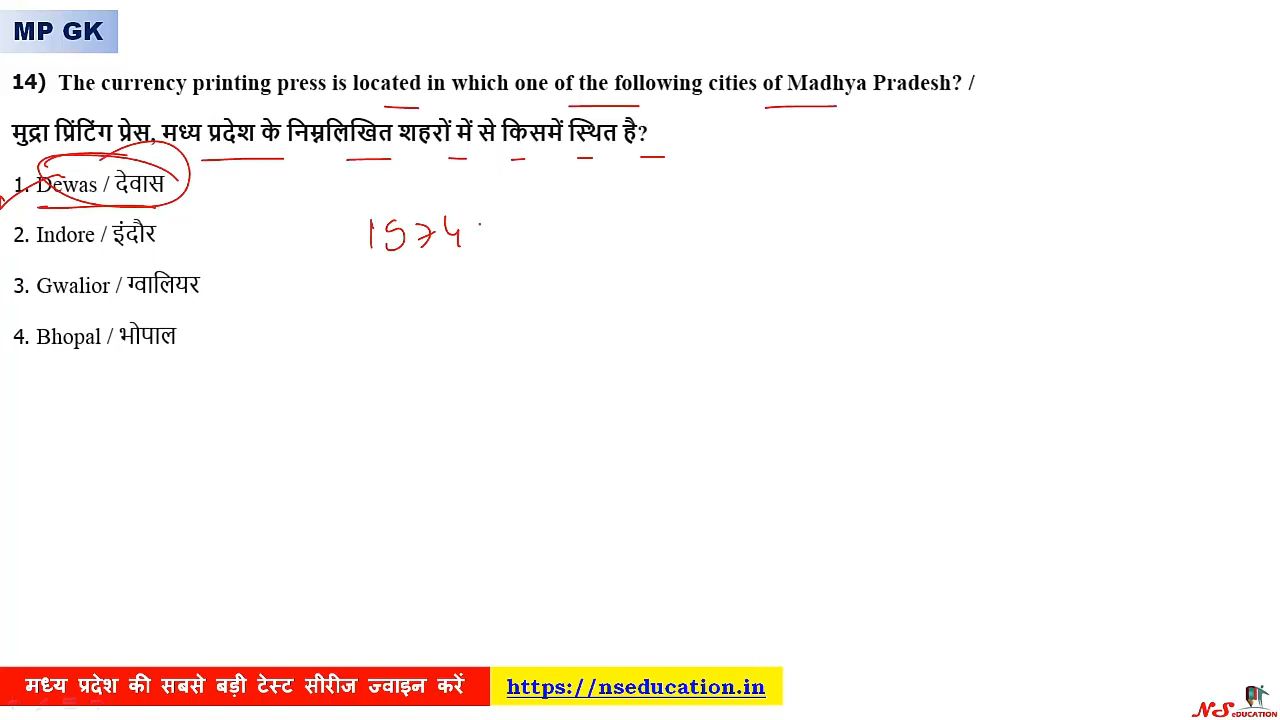 MP GK
14) The currency printing press is located in which one of the following cities of Madhya Pradesh? /
मुद्रा प्रिंटिंग प्रेस, मध्य प्रदेश के निम्नलिखित शहरों में से किसमें स्थित है?
1. Dewas / देवास
2. Indore / इंदौर
1974
3. Gwalior / ग्वालियर
4. Bhopal / भोपाल
मध्य प्रदेश की सबसे बड़ी टेस्ट सीरीज ज्वाइन करें https://nseducation.in
NS EDUCATION